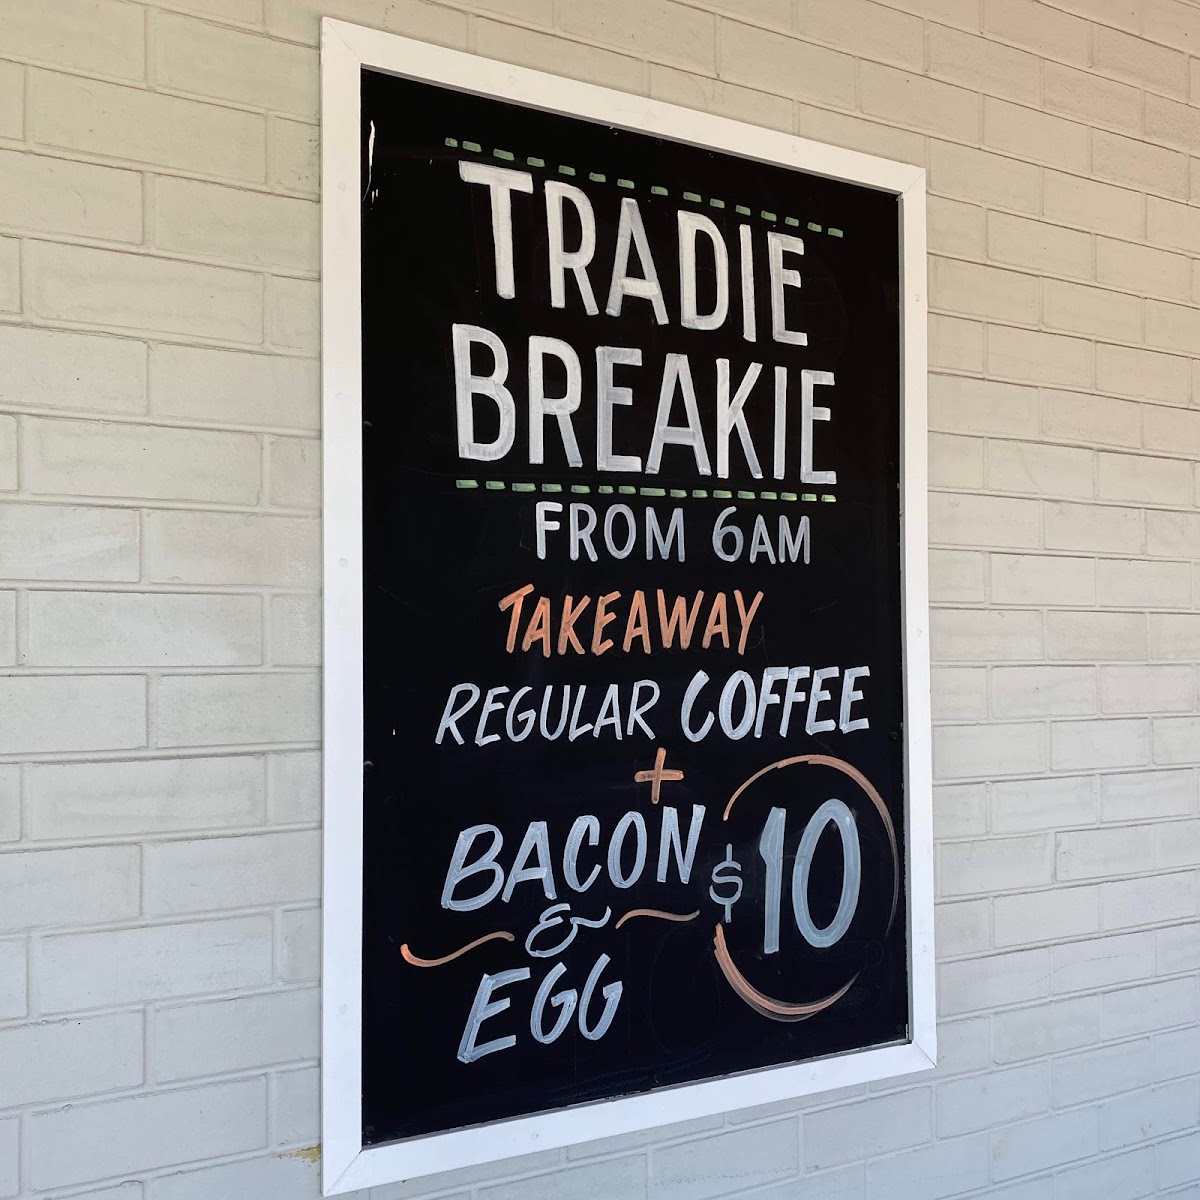 TRADIE
BREAKIE
FROM 6AM
TAKEAWAY
REGULAR COFFEE
+
BACON
&
EGG
$10